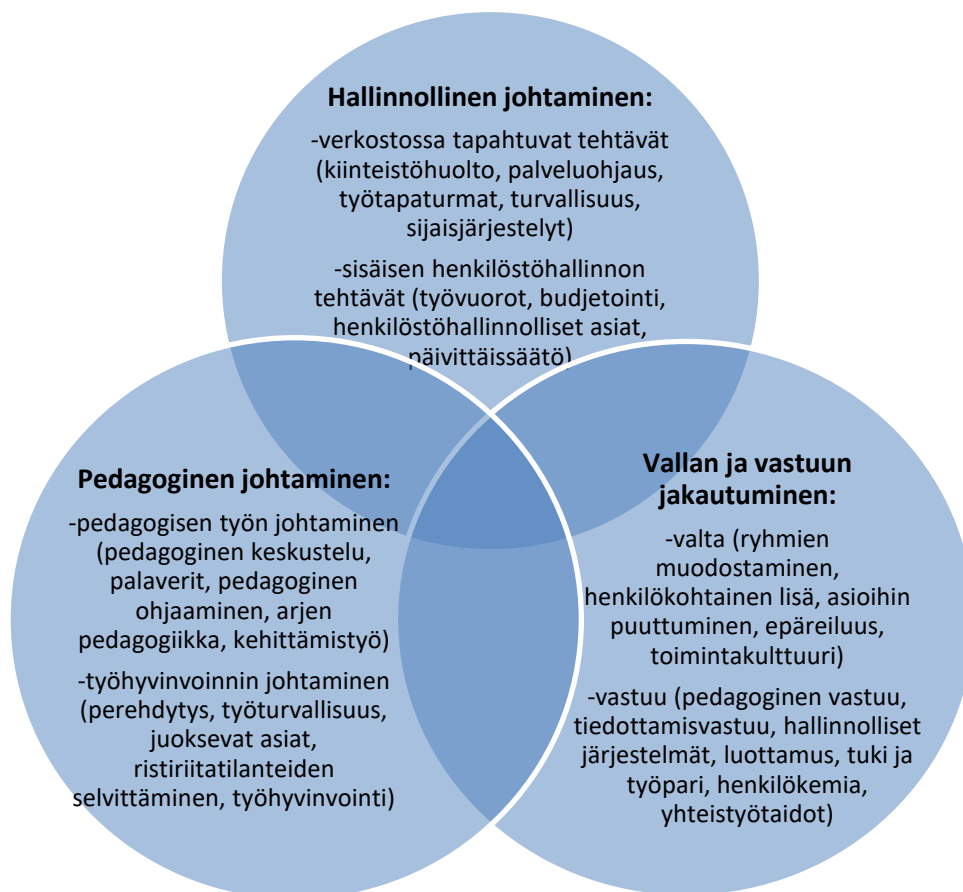 Hallinnollinen johtaminen:
-verkostossa tapahtuvat tehtävät
(kiinteistöhuolto, palveluohjaus,
työtapaturmat, turvallisuus,
sijaisjärjestelyt)
-sisäisen henkilöstöhallinnon
tehtävät (työvuorot, budjetointi,
henkilöstöhallinnolliset asiat,
päivittäissäätö)
Pedagoginen johtaminen:
-pedagogisen työn johtaminen
(pedagoginen keskustelu,
palaverit, pedagoginen
ohjaaminen, arjen
pedagogiikka, kehittämistyö)
-työhyvinvoinnin johtaminen
(perehdytys, työturvallisuus,
juoksevat asiat,
ristiriitatilanteiden
selvittäminen, työhyvinvointi)
Vallan ja vastuun
jakautuminen:
-valta (ryhmien
muodostaminen,
henkilökohtainen lisä, asioihin
puuttuminen, epäreiluus,
toimintakulttuuri)
-vastuu (pedagoginen vastuu,
tiedottamisvastuu, hallinnolliset
järjestelmät, luottamus, tuki ja
työpari, henkilökemia,
yhteistyötaidot)